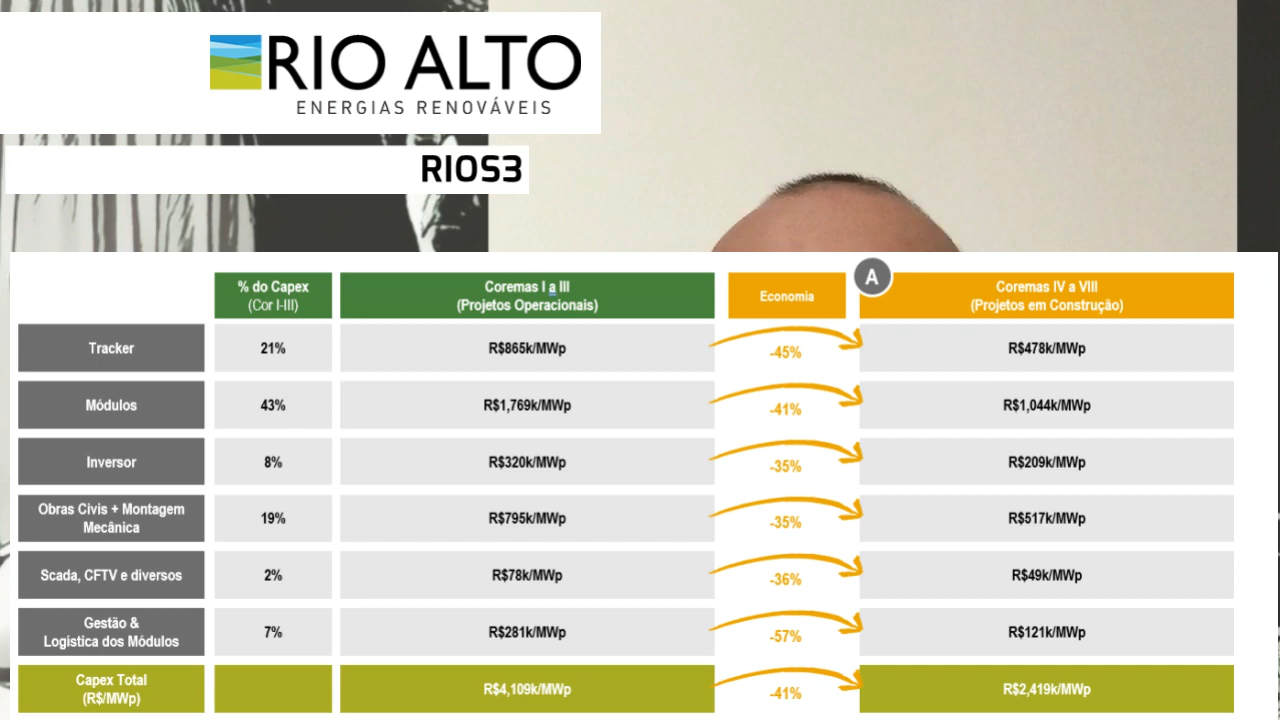 RIO ALTO
ENERGIAS RENOVÁVEIS
RIOS3
% do Capex
(Cor I-III)
Coremas I a III
(Projetos Operacionais)
Economia
A
Coremas IV a VIII
(Projetos em Construção)
Tracker
21%
R$865k/MWp
-45%
R$478k/MWp
Módulos
43%
R$1,769k/MWp
-41%
R$1,044k/MWp
Inversor
8%
R$320k/MWp
-35%
R$209k/MWp
Obras Civis + Montagem
Mecânica
19%
R$795k/MWp
-35%
R$517k/MWp
Scada, CFTV e diversos
2%
R$78k/MWp
-36%
R$49k/MWp
Gestão &
Logística dos Módulos
7%
R$281k/MWp
-57%
R$121k/MWp
Capex Total
(R$/MWp)
R$4,109k/MWp
-41%
R$2,419k/MWp